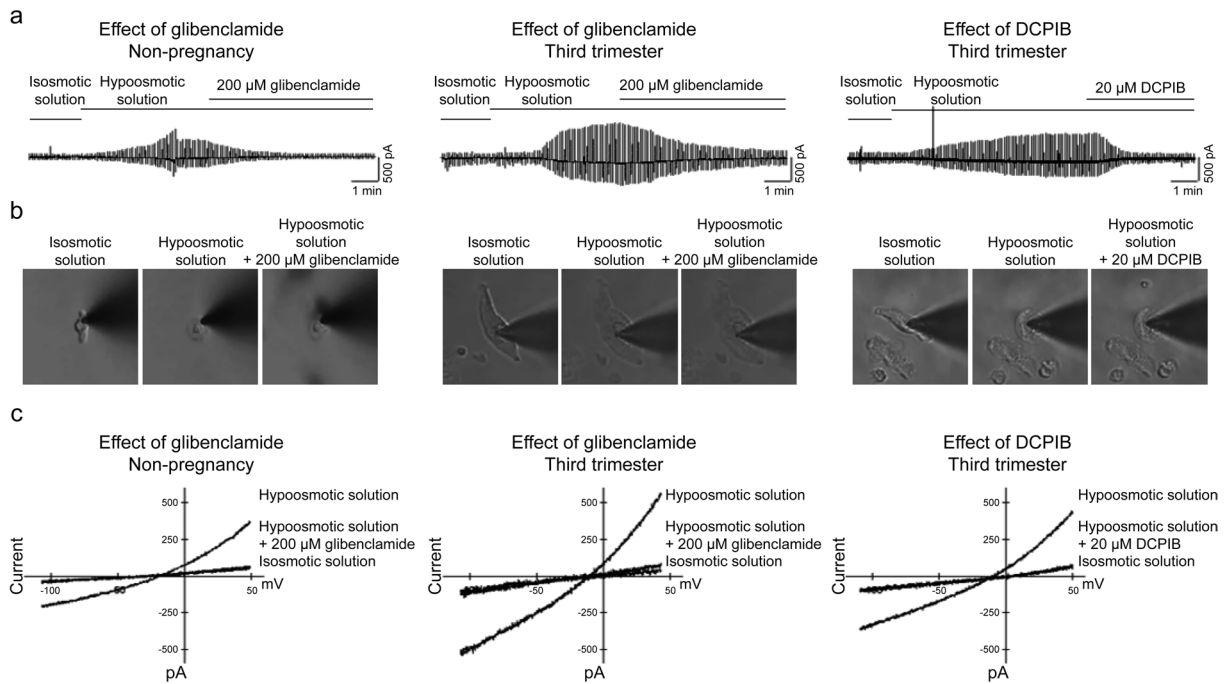 a
Effect of glibenclamide
Non-pregnancy
Isosmotic
solution
Hypoosmotic
solution
200 µM glibenclamide
500 pA
1 min
Effect of glibenclamide
Third trimester
Isosmotic
solution
Hypoosmotic
solution
200 µM glibenclamide
500 pA
1 min
Effect of DCPIB
Third trimester
Isosmotic
solution
Hypoosmotic
solution
20 µM DCPIB
500 pA
1 min
b
Isosmotic
solution
Hypoosmotic
solution
Hypoosmotic
solution
+ 200 µM glibenclamide
Isosmotic
solution
Hypoosmotic
solution
Hypoosmotic
solution
+ 200 µM glibenclamide
Isosmotic
solution
Hypoosmotic
solution
Hypoosmotic
solution
+ 20 µM DCPIB
c
Effect of glibenclamide
Non-pregnancy
Current
500
250
-100
-50
50
mV
-250
-500
pA
Hypoosmotic solution
Hypoosmotic solution
+ 200 µM glibenclamide
Isosmotic solution
Effect of glibenclamide
Third trimester
Current
500
250
-50
50
mV
-250
-500
pA
Hypoosmotic solution
Hypoosmotic solution
+ 200 µM glibenclamide
Isosmotic solution
Effect of DCPIB
Third trimester
Current
500
250
-50
50
mV
-250
-500
pA
Hypoosmotic solution
Hypoosmotic solution
+ 20 µM DCPIB
Isosmotic solution